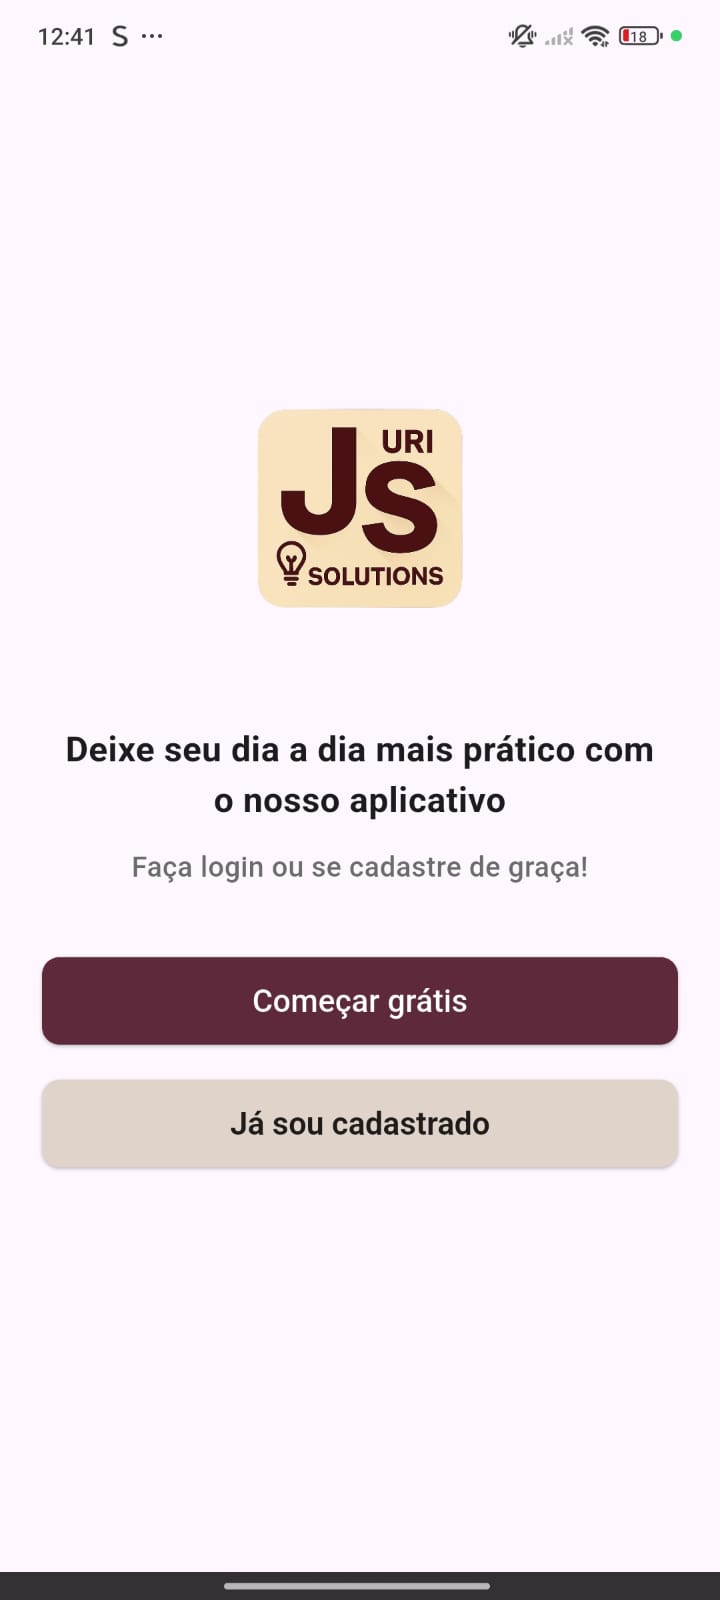 12:41 S ...
18
JS
URI
SOLUTIONS
Deixe seu dia a dia mais prático com
o nosso aplicativo
Faça login ou se cadastre de graça!
Começar grátis
Já sou cadastrado